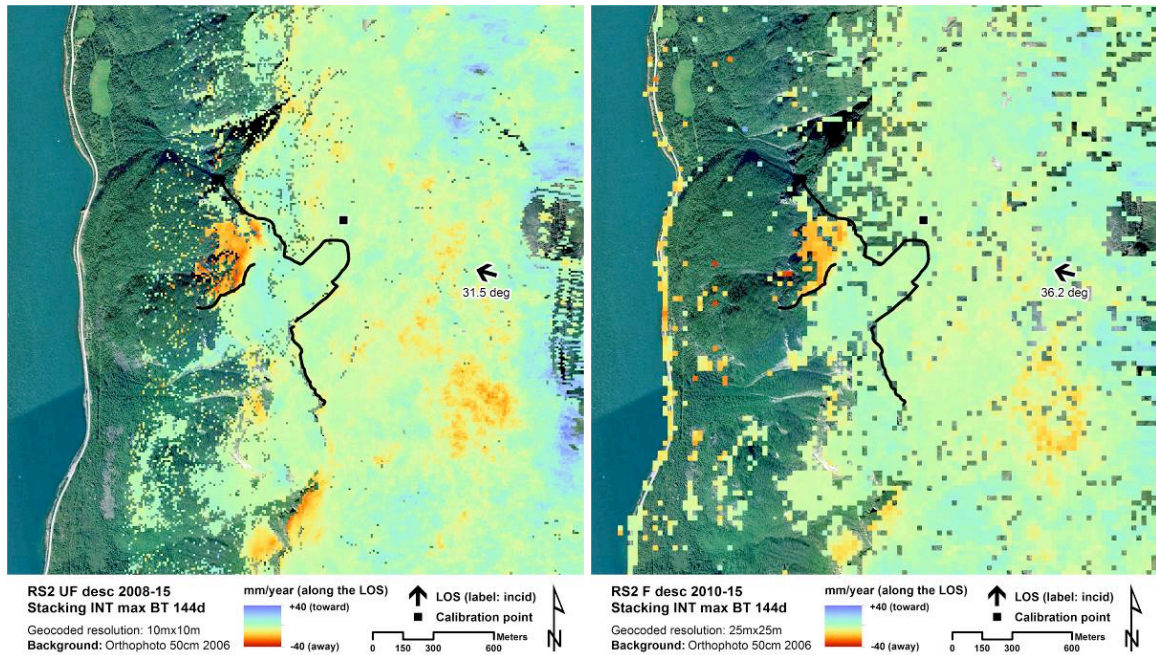 31.5 deg
RS2 UF desc 2008-15
Stacking INT max BT 144d
Geocoded resolution: 10mx10m
Background: Orthophoto 50cm 2006
mm/year (along the LOS)
+40 (toward)
-40 (away)
LOS (label: incid)
Calibration point
Meters
0 150 300 600
N
36.2 deg
RS2 F desc 2010-15
Stacking INT max BT 144d
Geocoded resolution: 25mx25m
Background: Orthophoto 50cm 2006
mm/year (along the LOS)
+40 (toward)
-40 (away)
LOS (label: incid)
Calibration point
Meters
0 150 300 600
N